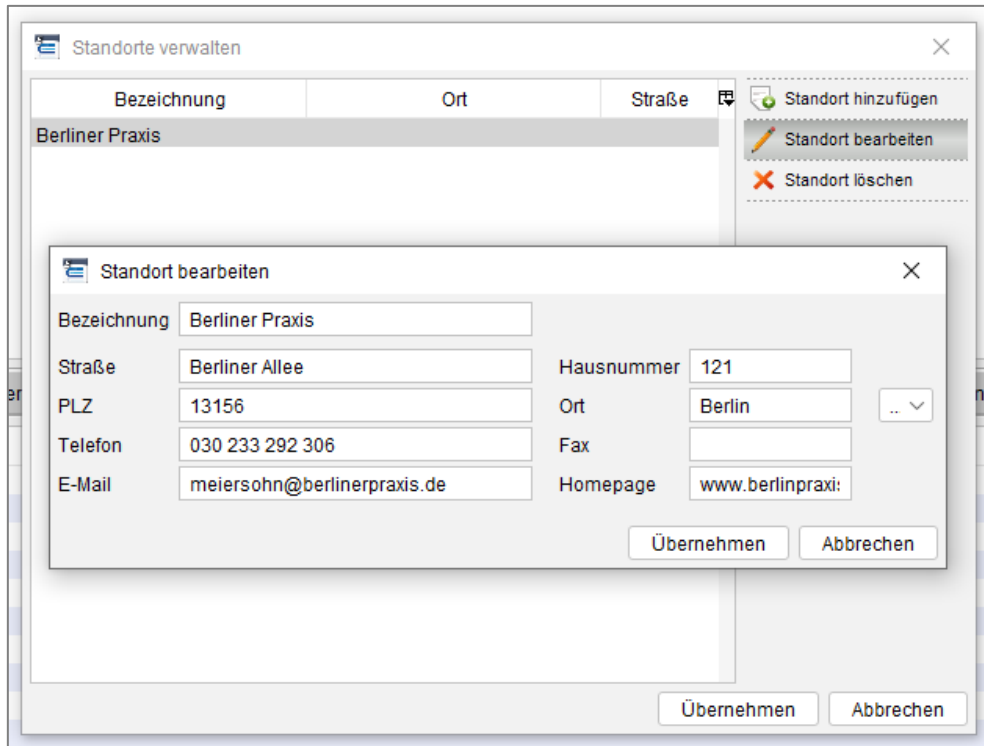 Standorte verwalten
Bezeichnung Ort Straße
Standort hinzufügen
Berliner Praxis
Standort bearbeiten
Standort löschen
Standort bearbeiten
Bezeichnung Berliner Praxis
Straße Berliner Allee Hausnummer 121
PLZ 13156 Ort Berlin ..
Telefon 030 233 292 306 Fax
E-Mail meiersohn@berlinerpraxis.de Homepage www.berlinpraxis
Übernehmen Abbrechen
Übernehmen Abbrechen